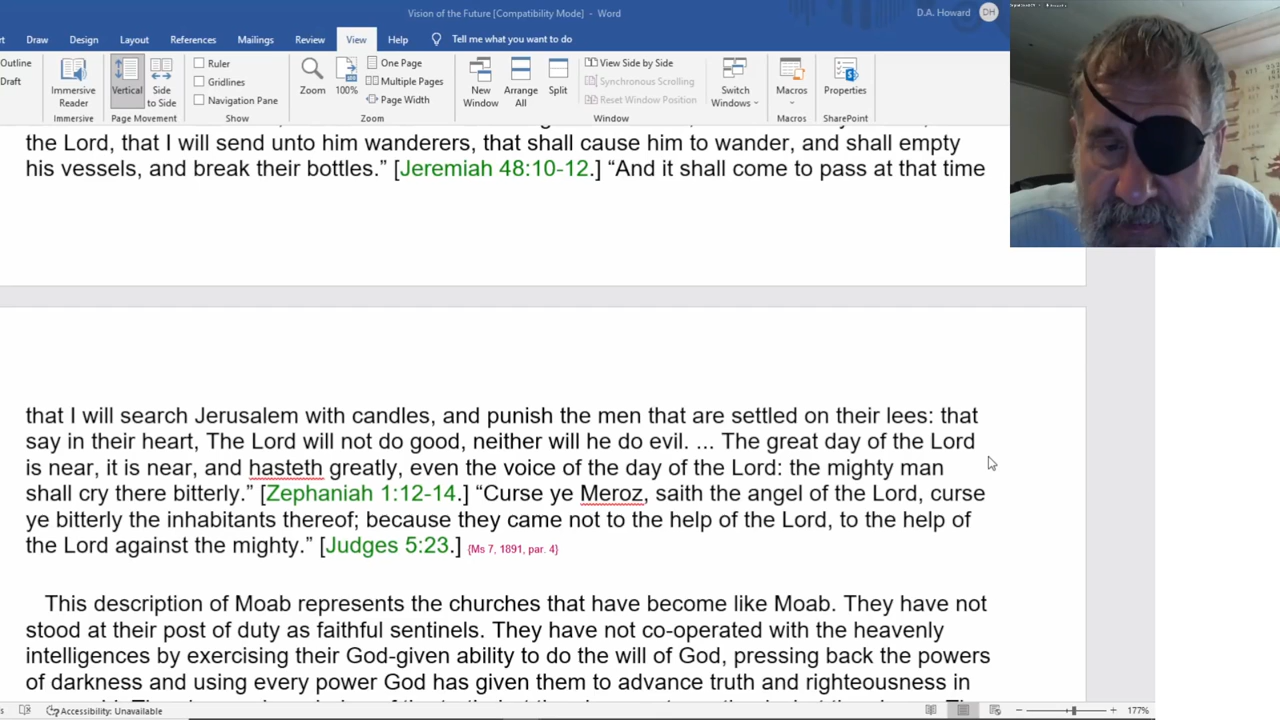 Vision of the Future [Compatibility Mode] - Word
D.A. Howard
DH
Draw Design Layout References Mailings Review View Help Tell me what you want to do
Outline
Draft
Immersive Reader
Immersive
Vertical
Side to Side
Page Movement
Ruler
Gridlines
Navigation Pane
Show
Zoom
100%
One Page
Multiple Pages
Page Width
Zoom
New Window
Arrange All
Split
View Side by Side
Synchronous Scrolling
Reset Window Position
Switch Windows
Window
Macros
Macros
Properties
SharePoint
the Lord, that I will send unto him wanderers, that shall cause him to wander, and shall empty
his vessels, and break their bottles.” [Jeremiah 48:10-12.] “And it shall come to pass at that time
that I will search Jerusalem with candles, and punish the men that are settled on their lees: that
say in their heart, The Lord will not do good, neither will he do evil. ... The great day of the Lord
is near, it is near, and hasteth greatly, even the voice of the day of the Lord: the mighty man
shall cry there bitterly.” [Zephaniah 1:12-14.] “Curse ye Meroz, saith the angel of the Lord, curse
ye bitterly the inhabitants thereof; because they came not to the help of the Lord, to the help of
the Lord against the mighty.” [Judges 5:23.] {Ms 7, 1891, par. 4}
This description of Moab represents the churches that have become like Moab. They have not
stood at their post of duty as faithful sentinels. They have not co-operated with the heavenly
intelligences by exercising their God-given ability to do the will of God, pressing back the powers
of darkness and using every power God has given them to advance truth and righteousness in
Accessibility: Unavailable
177%